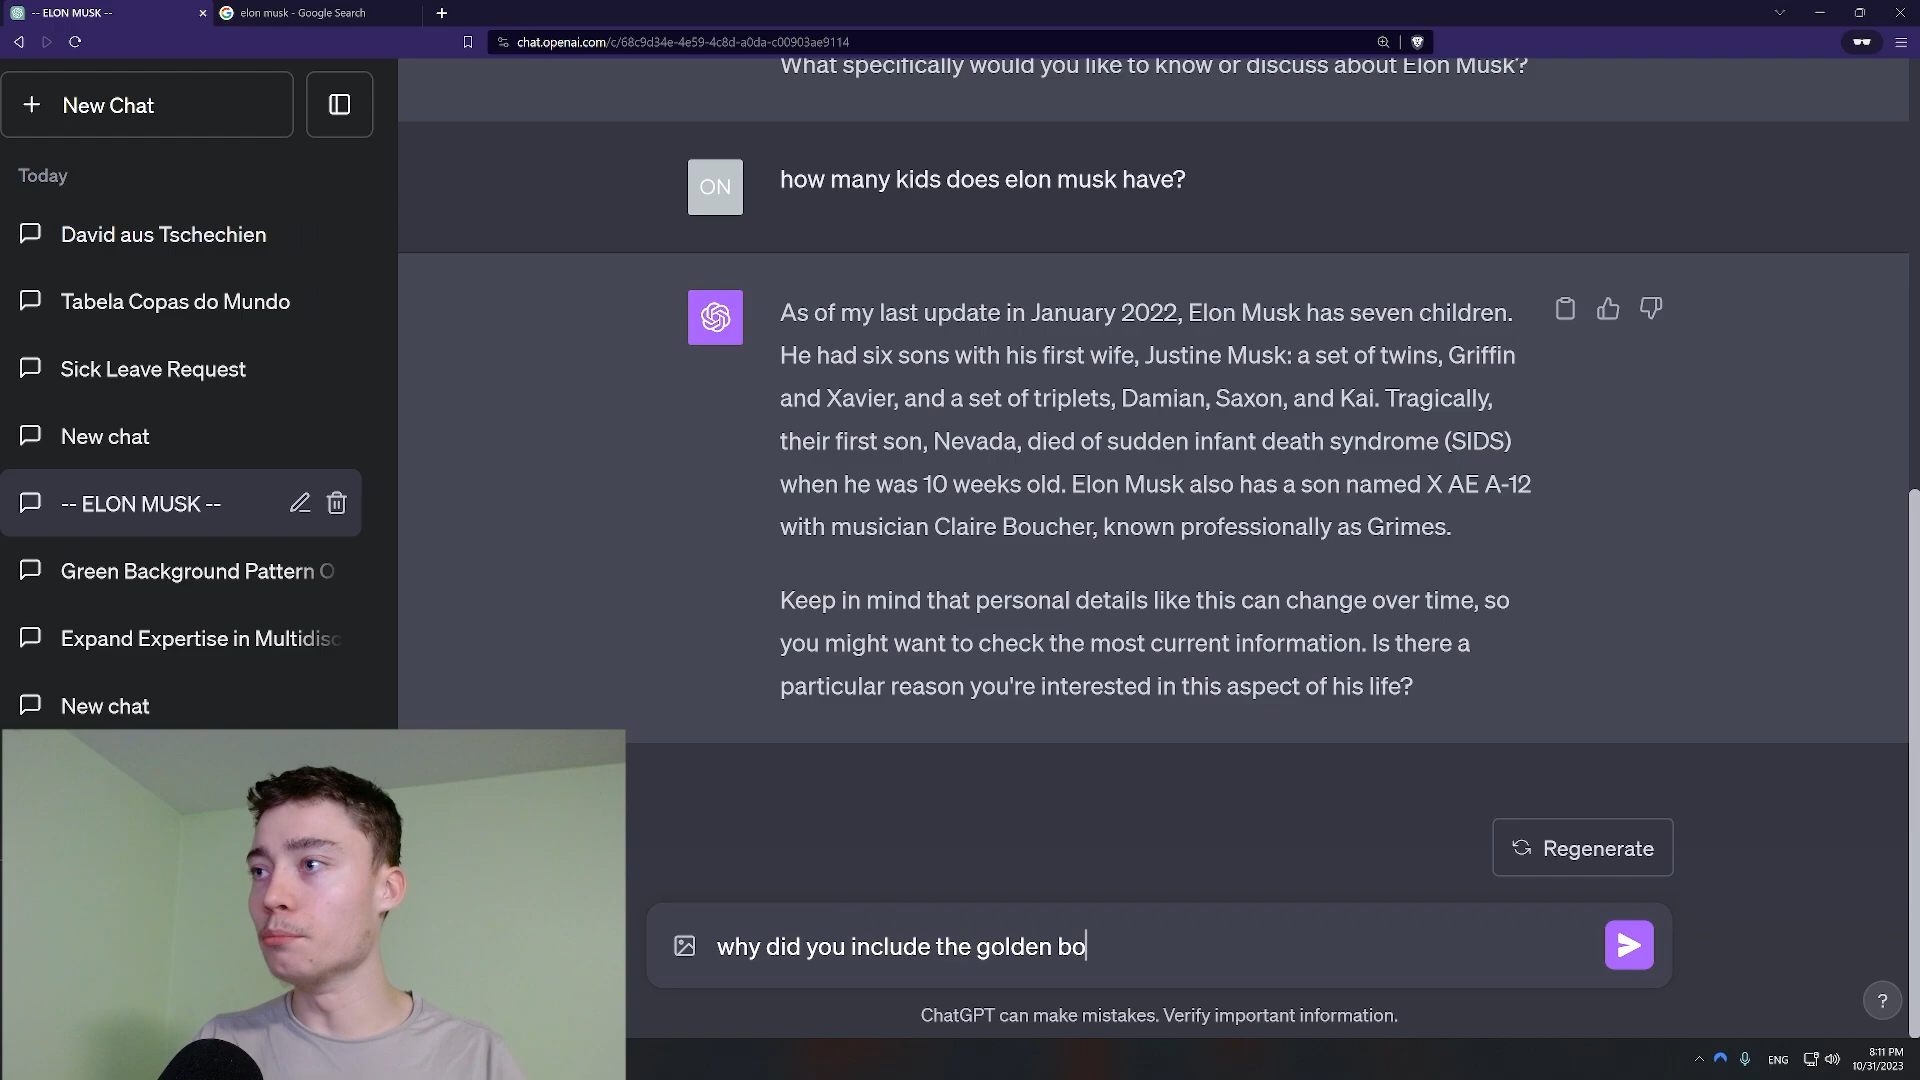 -- ELON MUSK --
elon musk - Google Search
chat.openai.com/c/68c9d34e-4e59-4c8d-a0da-c00903ae9114
New Chat
Today
David aus Tschechien
Tabela Copas do Mundo
Sick Leave Request
New chat
-- ELON MUSK --
Green Background Pattern O
Expand Expertise in Multidisc
New chat
What specifically would you like to know or discuss about Elon Musk?
ON
how many kids does elon musk have?
As of my last update in January 2022, Elon Musk has seven children.
He had six sons with his first wife, Justine Musk: a set of twins, Griffin
and Xavier, and a set of triplets, Damian, Saxon, and Kai. Tragically,
their first son, Nevada, died of sudden infant death syndrome (SIDS)
when he was 10 weeks old. Elon Musk also has a son named X AE A-12
with musician Claire Boucher, known professionally as Grimes.
Keep in mind that personal details like this can change over time, so
you might want to check the most current information. Is there a
particular reason you're interested in this aspect of his life?
Regenerate
why did you include the golden bo
ChatGPT can make mistakes. Verify important information.
?
ENG
8:11 PM
10/31/2023